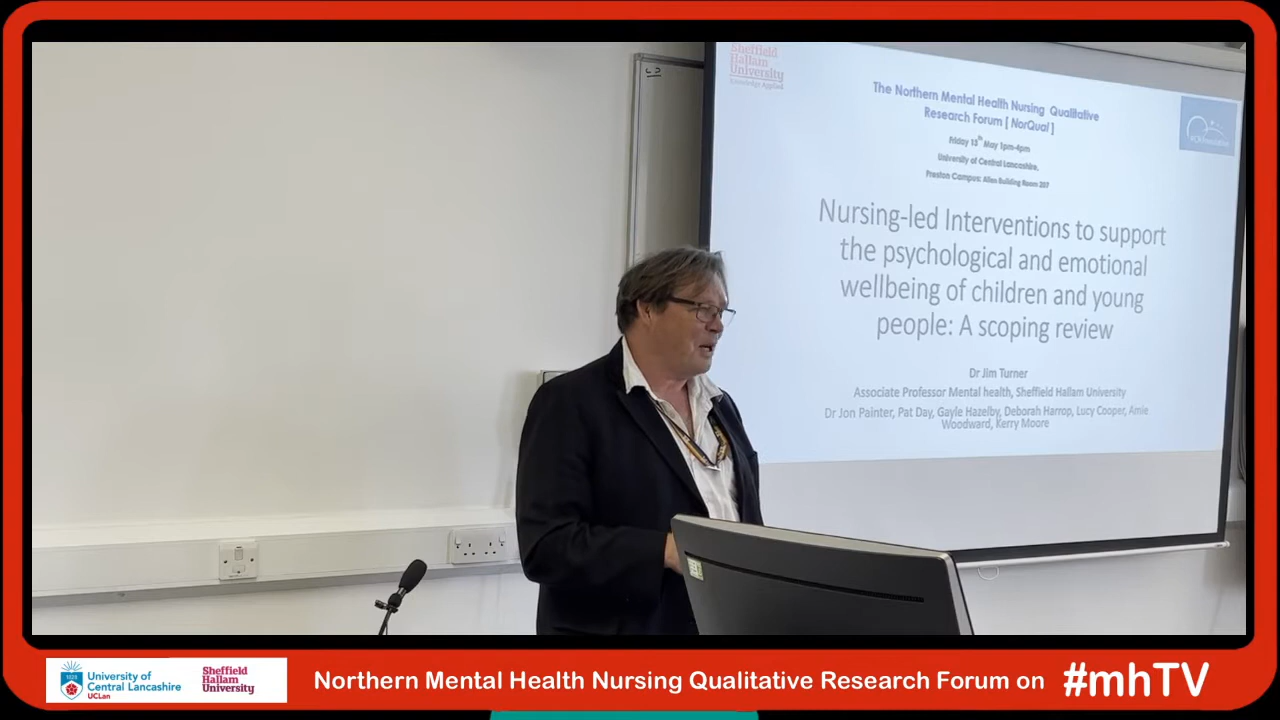 Sheffield
Hallam
University
Knowledge Applied
The Northern Mental Health Nursing Qualitative
Research Forum [ NorQual ]
Friday 13th May 1pm-4pm
University of Central Lancashire,
Preston Campus: Allen Building Room 207
Nursing-led Interventions to support
the psychological and emotional
wellbeing of children and young
people: A scoping review
Dr Jim Turner
Associate Professor Mental health, Sheffield Hallam University
Dr Jon Painter, Pat Day, Gayle Hazelby, Deborah Harrop, Lucy Cooper, Amie
Woodward, Kerry Moore
1828
University of
Central Lancashire
UCLan
Sheffield
Hallam
University
Northern Mental Health Nursing Qualitative Research Forum on #mhTV